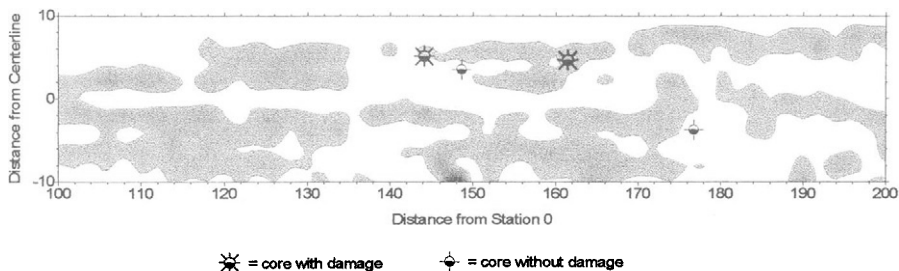 Distance from Centerline
10
0
-10
100 110 120 130 140 150 160 170 180 190 200
Distance from Station 0
= core with damage = core without damage